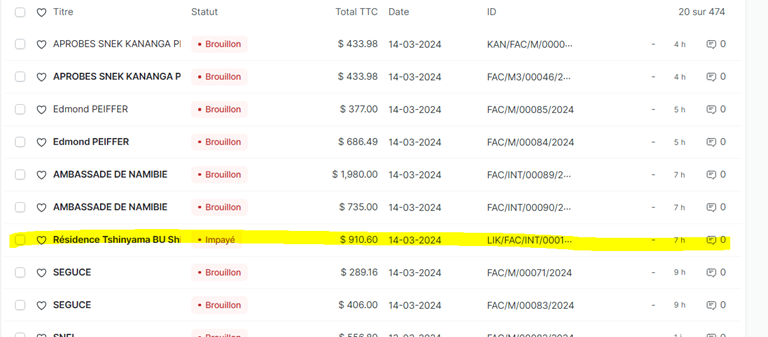 Titre Statut Total TTC Date ID 20 sur 474
APROBES SNEK KANANGA P • Brouillon $ 433.98 14-03-2024 KAN/FAC/M/0000... - 4 h 0
APROBES SNEK KANANGA P • Brouillon $ 433.98 14-03-2024 FAC/M3/00046/2... - 4 h 0
Edmond PEIFFER • Brouillon $ 377.00 14-03-2024 FAC/M/00085/2024 - 5 h 0
Edmond PEIFFER • Brouillon $ 686.49 14-03-2024 FAC/M/00084/2024 - 5 h 0
AMBASSADE DE NAMIBIE • Brouillon $ 1,980.00 14-03-2024 FAC/INT/00089/2... - 7 h 0
AMBASSADE DE NAMIBIE • Brouillon $ 735.00 14-03-2024 FAC/INT/00090/2... - 7 h 0
Résidence Tshinyama BU Shi • Impayé $ 910.60 14-03-2024 LIK/FAC/INT/0001... - 7 h 0
SEGUCE • Brouillon $ 289.16 14-03-2024 FAC/M/00071/2024 - 9 h 0
SEGUCE • Brouillon $ 406.00 14-03-2024 FAC/M/00083/2024 - 9 h 0